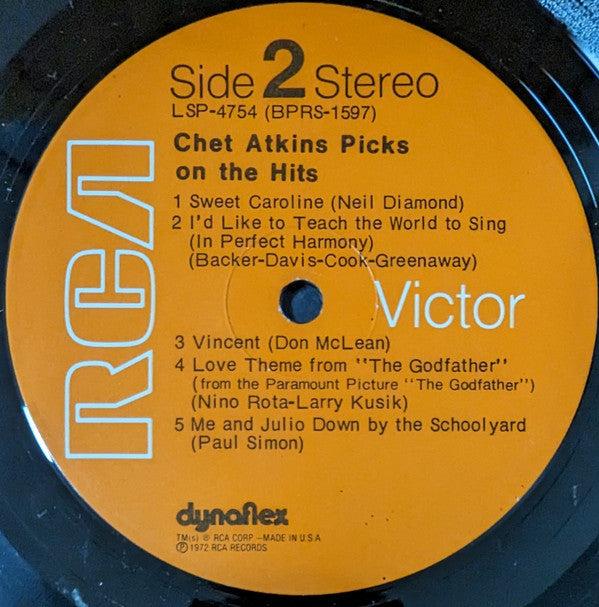 Side 2 Stereo
LSP-4754 (BPRS-1597)
Chet Atkins Picks
on the Hits
1 Sweet Caroline (Neil Diamond)
2 I'd Like to Teach the World to Sing
(In Perfect Harmony)
(Backer-Davis-Cook-Greenaway)
RCA
Victor
3 Vincent (Don McLean)
4 Love Theme from "The Godfather"
(from the Paramount Picture "The Godfather")
(Nino Rota-Larry Kusik)
5 Me and Julio Down by the Schoolyard
(Paul Simon)
dynaflex
TM(s) ® RCA CORP.—MADE IN U.S.A
℗ 1972 RCA RECORDS